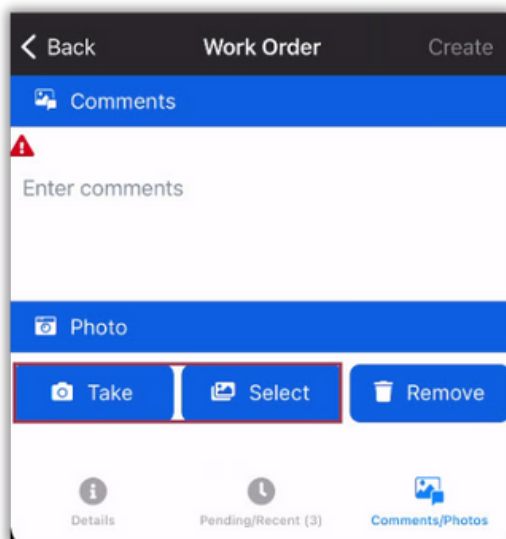 Back Work Order Create
Comments
Enter comments
Photo
Take Select Remove
Details Pending/Recent (3) Comments/Photos